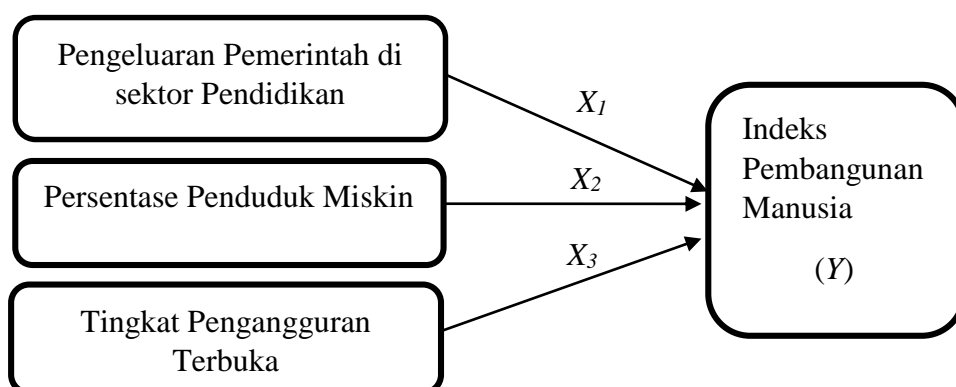 Pengeluaran Pemerintah di
sektor Pendidikan
X1
Persentase Penduduk Miskin
X2
Tingkat Pengangguran
Terbuka
X3
Indeks
Pembangunan
Manusia
(Y)